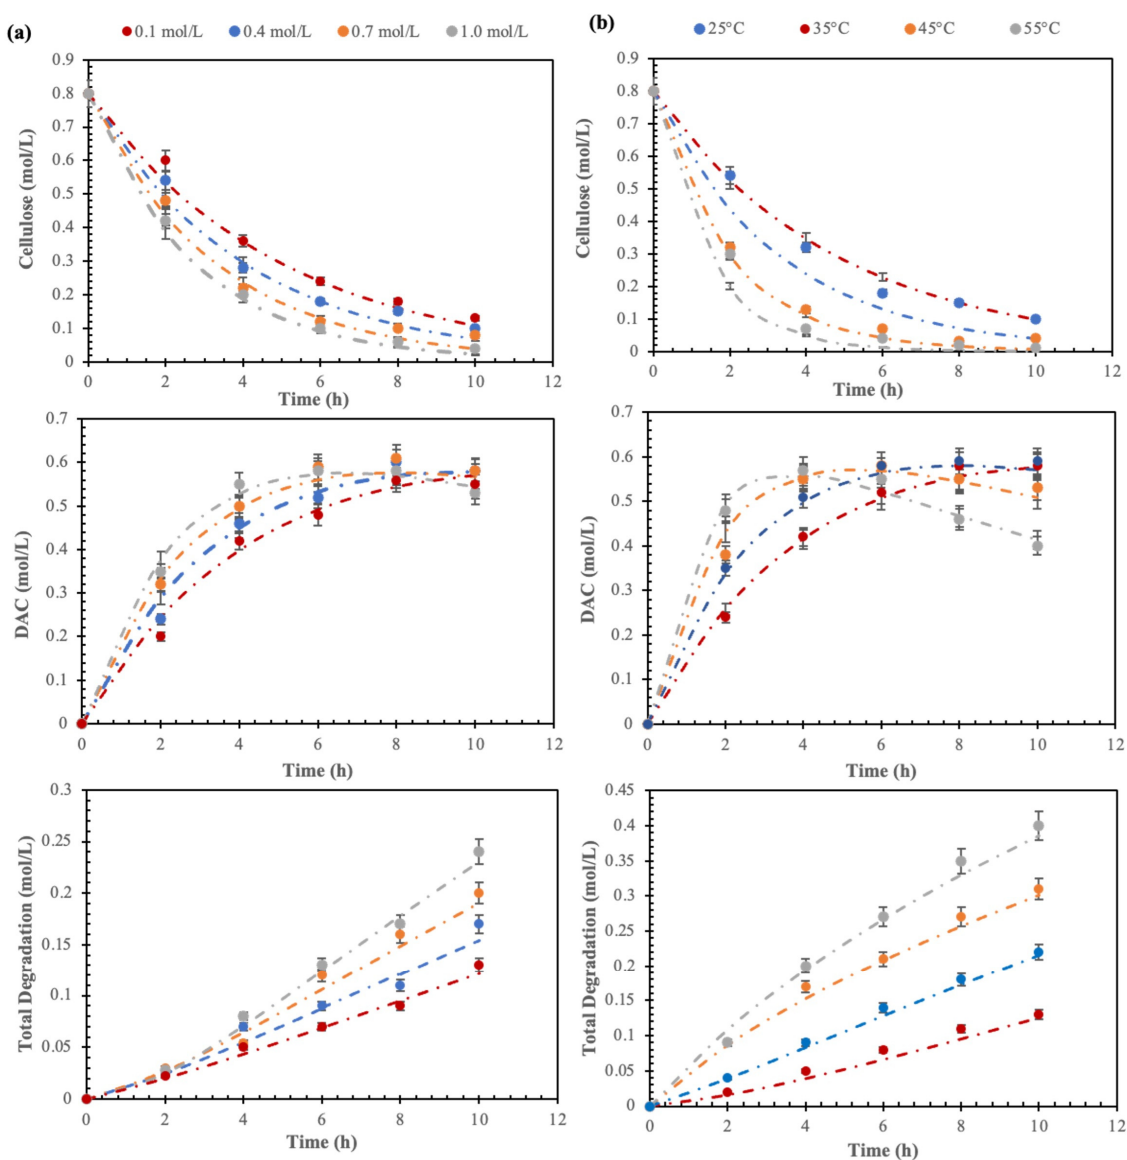 (a)
0.1 mol/L 0.4 mol/L 0.7 mol/L 1.0 mol/L
Cellulose (mol/L)
0.9
0.8
0.7
0.6
0.5
0.4
0.3
0.2
0.1
0
0 2 4 6 8 10 12
Time (h)
DAC (mol/L)
0.7
0.6
0.5
0.4
0.3
0.2
0.1
0
0 2 4 6 8 10 12
Time (h)
Total Degradation (mol/L)
0.3
0.25
0.2
0.15
0.1
0.05
0
0 2 4 6 8 10 12
Time (h)
(b)
25°C 35°C 45°C 55°C
Cellulose (mol/L)
0.9
0.8
0.7
0.6
0.5
0.4
0.3
0.2
0.1
0
0 2 4 6 8 10 12
Time (h)
DAC (mol/L)
0.7
0.6
0.5
0.4
0.3
0.2
0.1
0
0 2 4 6 8 10 12
Time (h)
Total Degradation (mol/L)
0.45
0.4
0.35
0.3
0.25
0.2
0.15
0.1
0.05
0
0 2 4 6 8 10 12
Time (h)